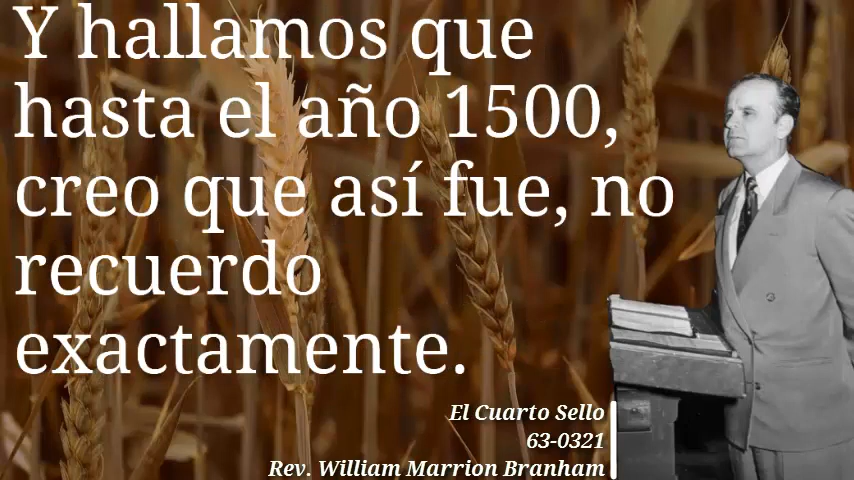 Y hallamos que
hasta el año 1500,
creo que así fue, no
recuerdo
exactamente.
El Cuarto Sello
63-0321
Rev. William Marrion Branham